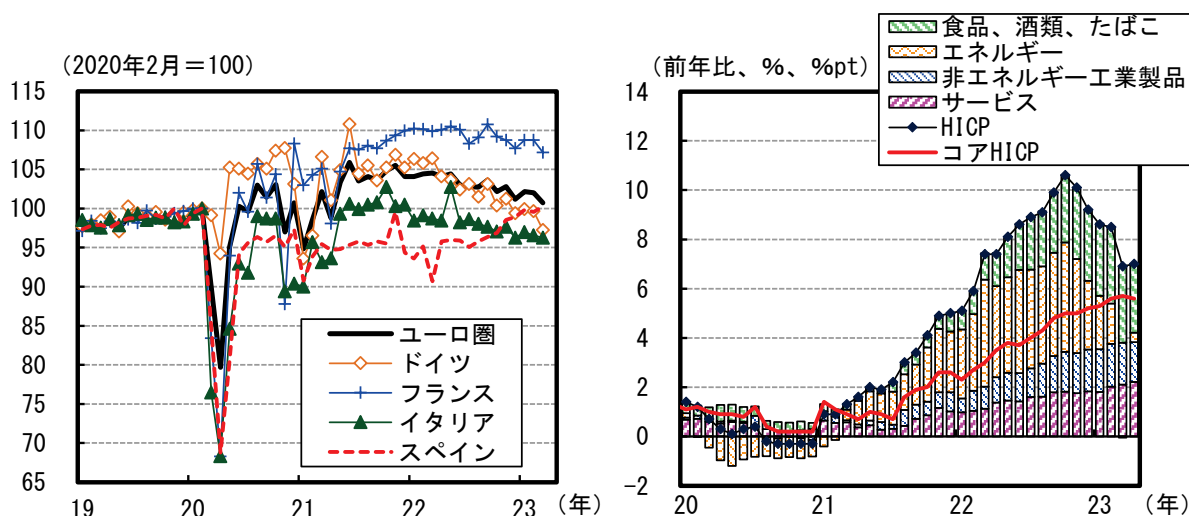 (2020年2月＝100)
115
110
105
100
95
90
85
80
75
70
65
19
20
21
22
23
(年)
ユーロ圏
ドイツ
フランス
イタリア
スペイン
(前年比、%、%pt)
14
12
10
8
6
4
2
0
−2
20
21
22
23
(年)
食品、酒類、たばこ
エネルギー
非エネルギー工業製品
サービス
HICP
コアHICP